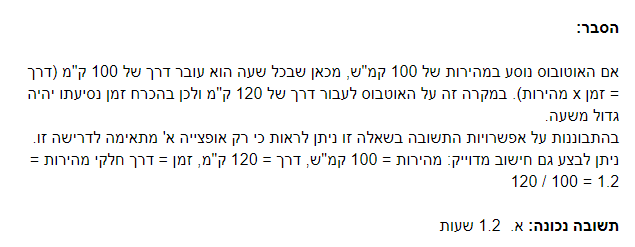 הסבר:
אם האוטובוס נוסע במהירות של 100 קמ"ש, מכאן שבכל שעה הוא עובר דרך של 100 ק"מ (דרך
= זמן x מהירות). במקרה זה על האוטובוס לעבור דרך של 120 ק"מ ולכן בהכרח זמן נסיעתו יהיה
גדול משעה.
בהתבוננות על אפשרויות התשובה בשאלה זו ניתן לראות כי רק אופצייה א' מתאימה לדרישה זו.
ניתן לבצע גם חישוב מדוייק: מהירות = 100 קמ"ש, דרך = 120 ק"מ, זמן = דרך חלקי מהירות =
120 / 100 = 1.2
תשובה נכונה: א. 1.2 שעות